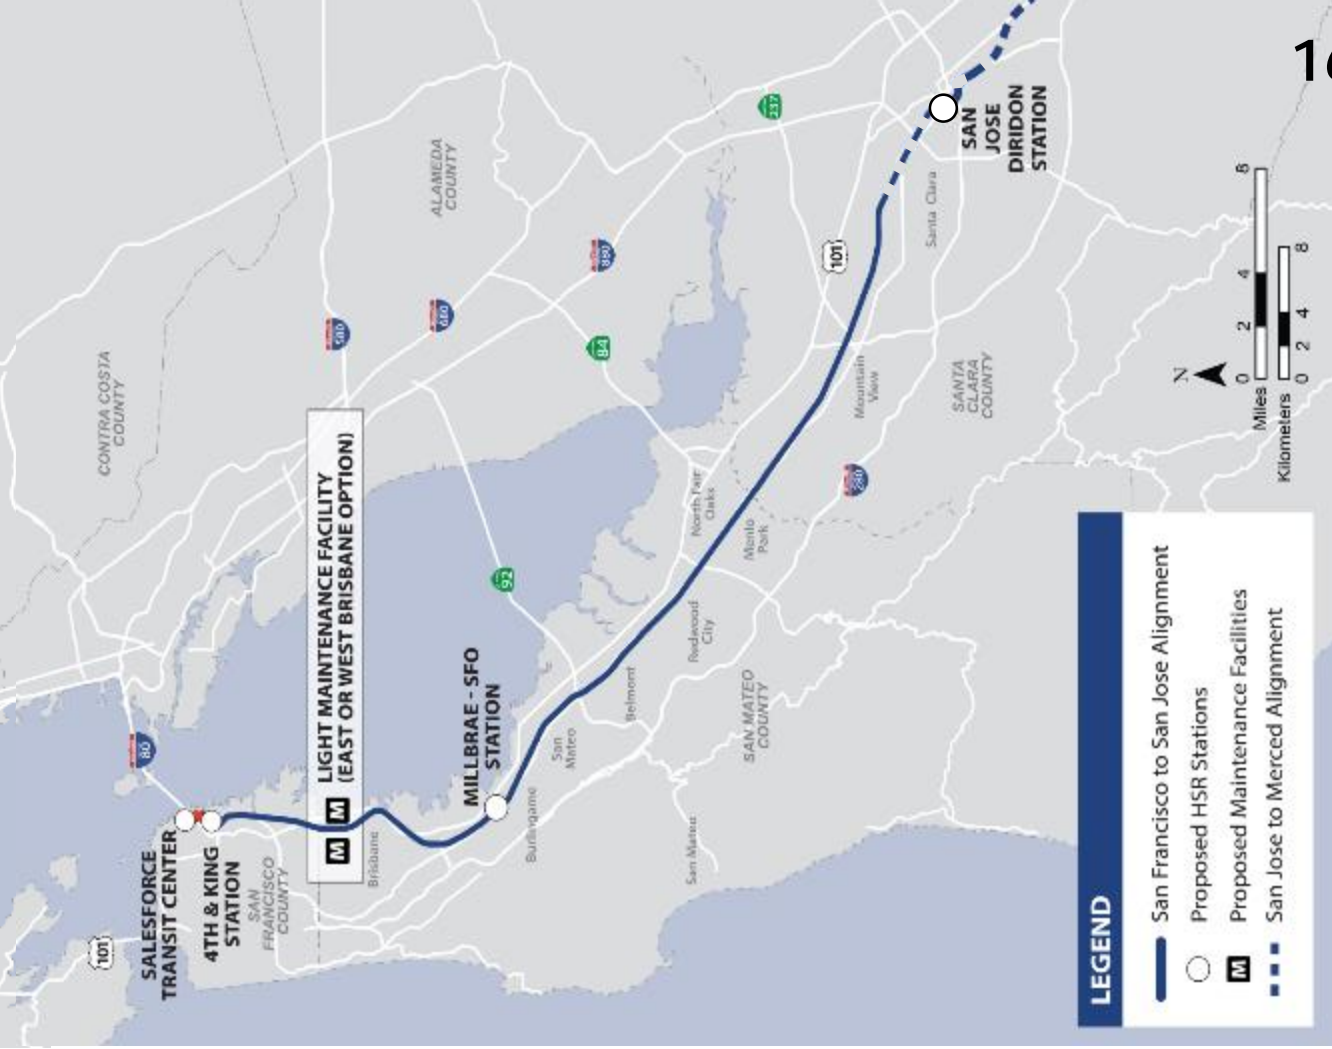 16
SALESFORCE
TRANSIT CENTER
4TH & KING
STATION
SAN
FRANCISCO
COUNTY
101
80
CONTRA COSTA
COUNTY
LIGHT MAINTENANCE FACILITY
(EAST OR WEST BRISBANE OPTION)
M M
Brisbane
580
680
ALAMEDA
COUNTY
880
84
92
MILLBRAE - SFO
STATION
Burlingame
San
Mateo
Belmont
San Mateo
SAN MATEO
COUNTY
Redwood
City
North Fair
Oaks
Menlo
Park
280
Mountain
View
101
237
Santa Clara
SANTA
CLARA
COUNTY
SAN
JOSE
DIRIDON
STATION
N
0 2 4 8
Miles
0 2 4 8
Kilometers
LEGEND
San Francisco to San Jose Alignment
Proposed HSR Stations
M Proposed Maintenance Facilities
San Jose to Merced Alignment